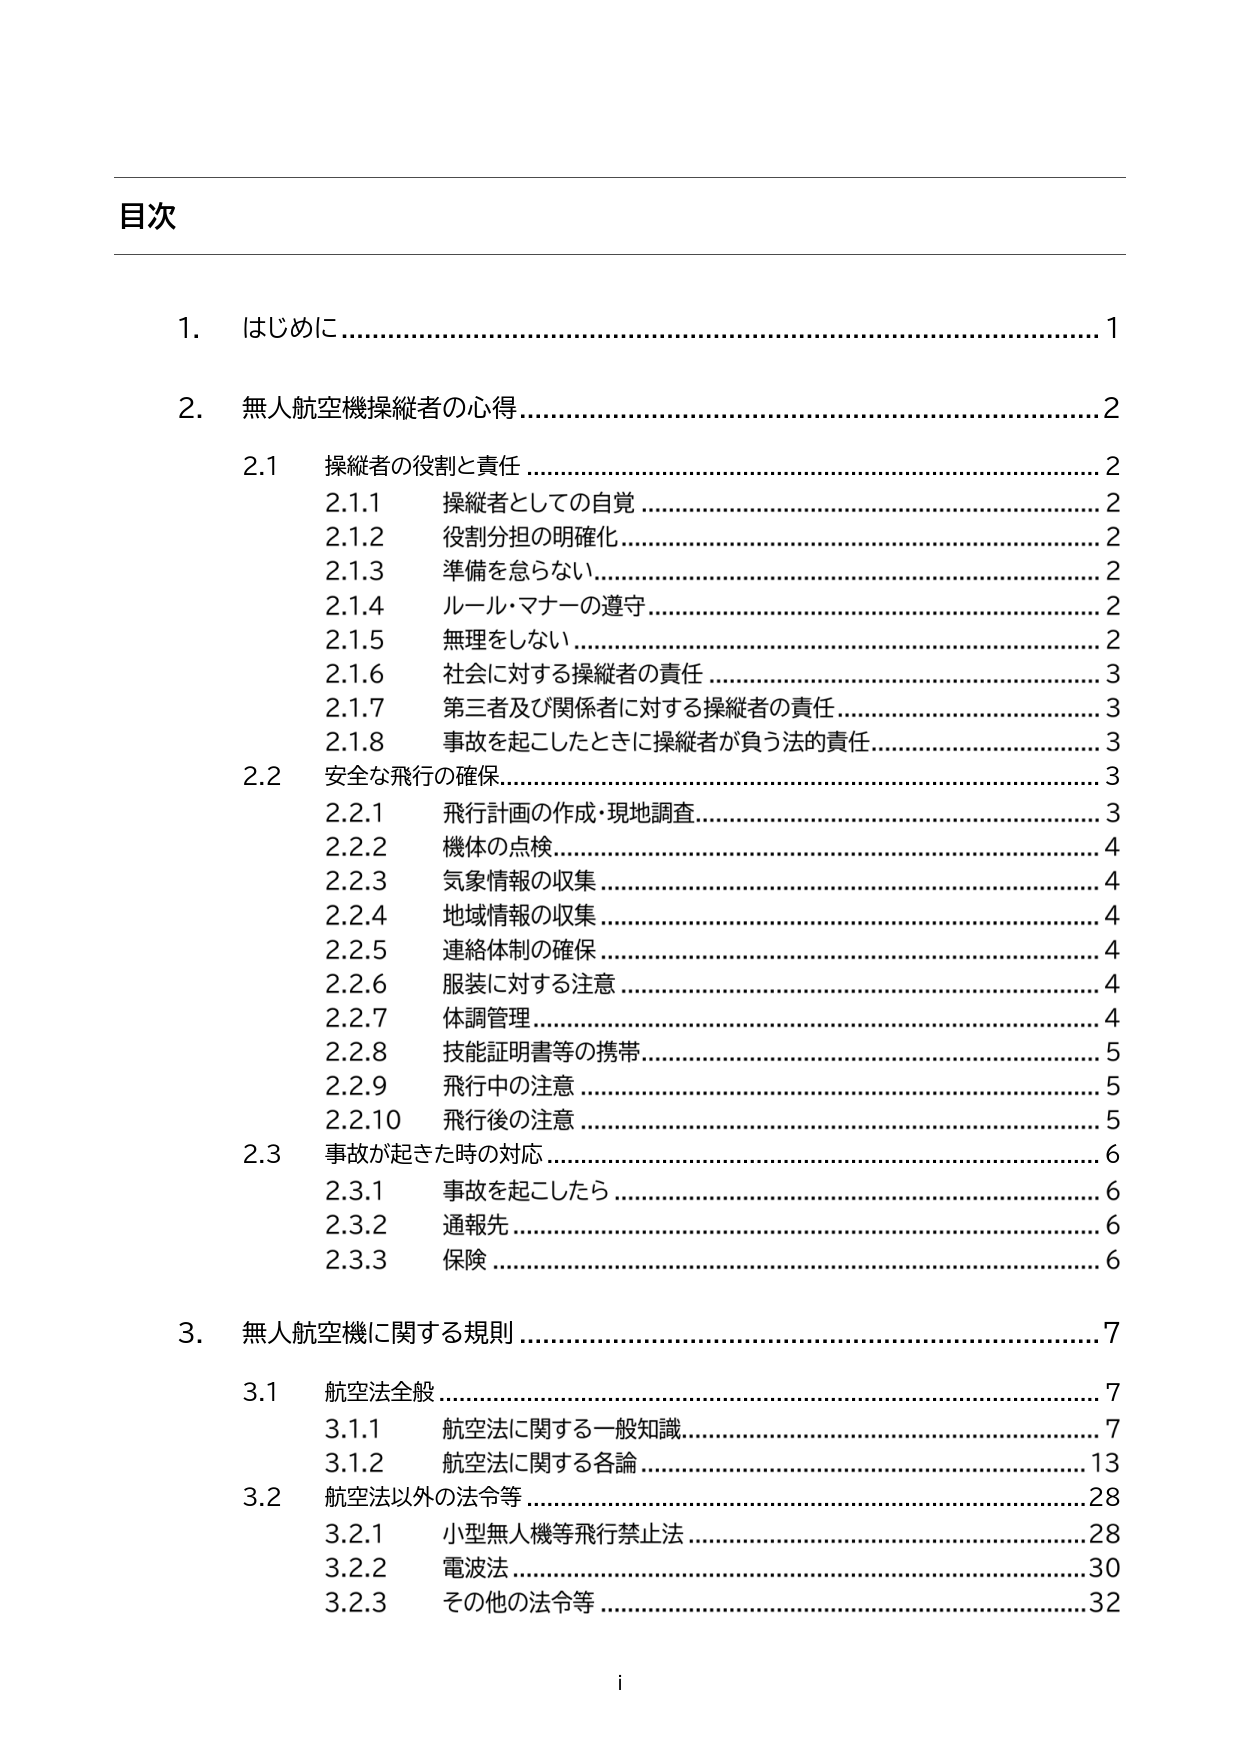 目次
1. はじめに 1
2. 無人航空機操縦者の心得 2
2.1 操縦者の役割と責任 2
2.1.1 操縦者としての自覚 2
2.1.2 役割分担の明確化 2
2.1.3 準備を怠らない 2
2.1.4 ルール・マナーの遵守 2
2.1.5 無理をしない 2
2.1.6 社会に対する操縦者の責任 3
2.1.7 第三者及び関係者に対する操縦者の責任 3
2.1.8 事故を起こしたときに操縦者が負う法的責任 3
2.2 安全な飛行の確保 3
2.2.1 飛行計画の作成・現地調査 3
2.2.2 機体の点検 4
2.2.3 気象情報の収集 4
2.2.4 地域情報の収集 4
2.2.5 連絡体制の確保 4
2.2.6 服装に対する注意 4
2.2.7 体調管理 4
2.2.8 技能証明書等の携帯 5
2.2.9 飛行中の注意 5
2.2.10 飛行後の注意 5
2.3 事故が起きた時の対応 6
2.3.1 事故を起こしたら 6
2.3.2 通報先 6
2.3.3 保険 6
3. 無人航空機に関する規則 7
3.1 航空法全般 7
3.1.1 航空法に関する一般知識 7
3.1.2 航空法に関する各論 13
3.2 航空法以外の法令等 28
3.2.1 小型無人機等飛行禁止法 28
3.2.2 電波法 30
3.2.3 その他の法令等 32
i